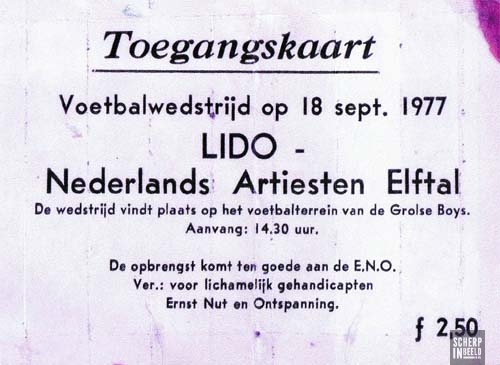 Toegangskaart
Voetbalwedstrijd op 18 sept. 1977
LIDO -
Nederlands Artiesten Elftal
De wedstrijd vindt plaats op het voetbalterrein van de Grolse Boys.
Aanvang: 14.30 uur.
De opbrengst komt ten goede aan de E.N.O.
Ver.: voor lichamelijk gehandicapten
Ernst Nut en Ontspanning.
ƒ 2,50
SCHERP
IN BEELD